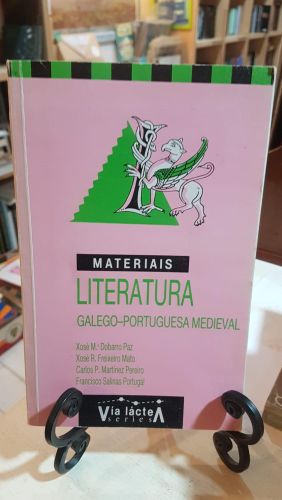 MATERIAIS
LITERATURA
GALEGO-PORTUGUESA MEDIEVAL
Xosé M.ª Dobarro Paz
Xosé R. Freixeiro Mato
Carlos P. Martínez Pereiro
Francisco Salinas Portugal
Vía lácteA
series